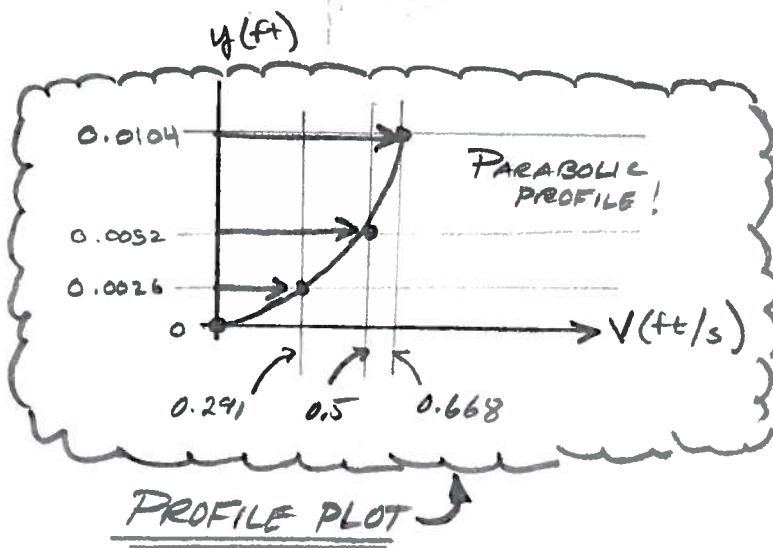 y(ft)
0.0104
PARABOLIC
PROFILE!
0.0052
0.0026
0
V(ft/s)
0.291
0.5
0.668
PROFILE PLOT